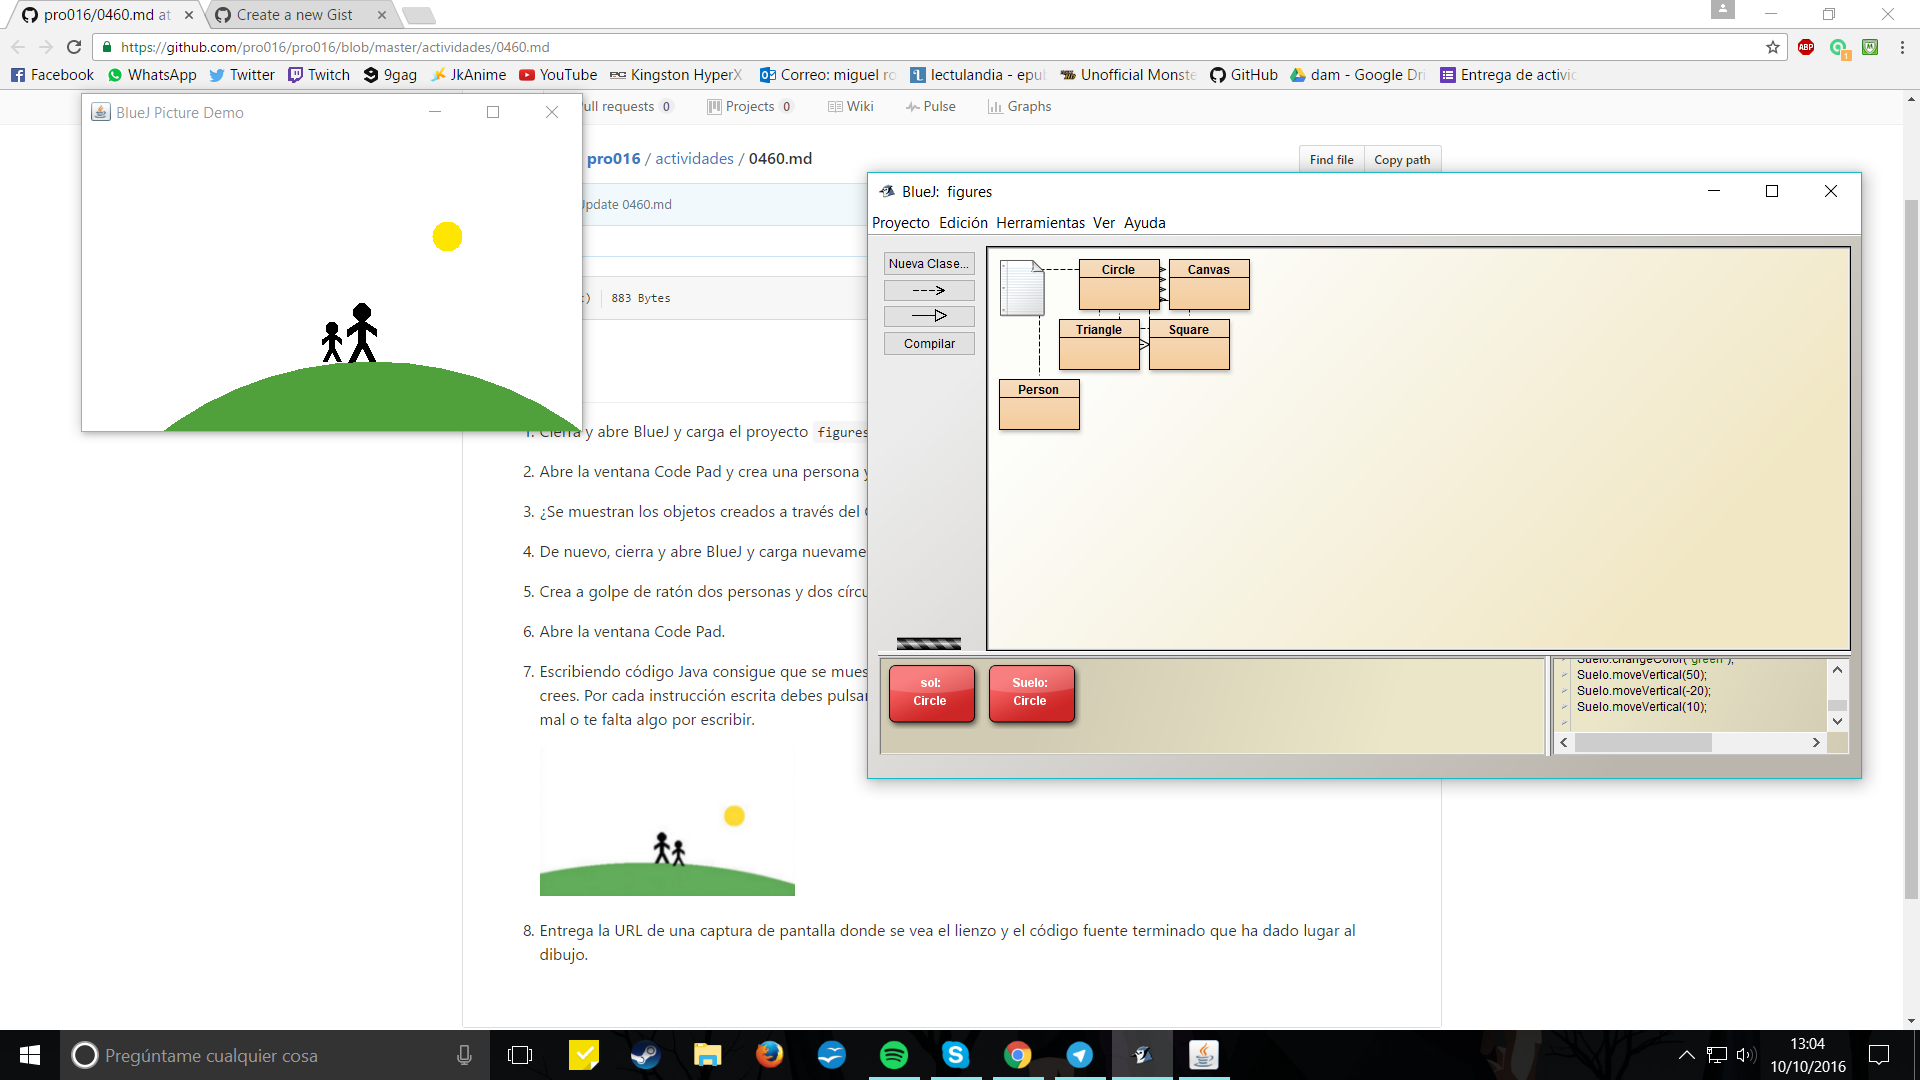 pro016/0460.md at
Create a new Gist
https://github.com/pro016/pro016/blob/master/actividades/0460.md
ABP
1
Facebook
WhatsApp
Twitter
Twitch
9gag
JkAnime
YouTube
Kingston HyperX
Correo: miguel ro
lectulandia - epu
Unofficial Monste
GitHub
dam - Google Dri
Entrega de activid
BlueJ Picture Demo
ull requests 0
Projects 0
Wiki
Pulse
Graphs
pro016 / actividades / 0460.md
Find file
Copy path
Update 0460.md
883 Bytes
BlueJ: figures
Proyecto Edición Herramientas Ver Ayuda
Nueva Clase...
Compilar
Circle
Canvas
Triangle
Square
Person
sol:
Circle
Suelo:
Circle
Suelo.changeColor("green");
Suelo.moveVertical(50);
Suelo.moveVertical(-20);
Suelo.moveVertical(10);
1. Cierra y abre BlueJ y carga el proyecto figures
2. Abre la ventana Code Pad y crea una persona y
3. ¿Se muestran los objetos creados a través del C
4. De nuevo, cierra y abre BlueJ y carga nuevame
5. Crea a golpe de ratón dos personas y dos círcu
6. Abre la ventana Code Pad.
7. Escribiendo código Java consigue que se mues
crees. Por cada instrucción escrita debes pulsar
mal o te falta algo por escribir.
8. Entrega la URL de una captura de pantalla donde se vea el lienzo y el código fuente terminado que ha dado lugar al
dibujo.
Pregúntame cualquier cosa
13:04
10/10/2016